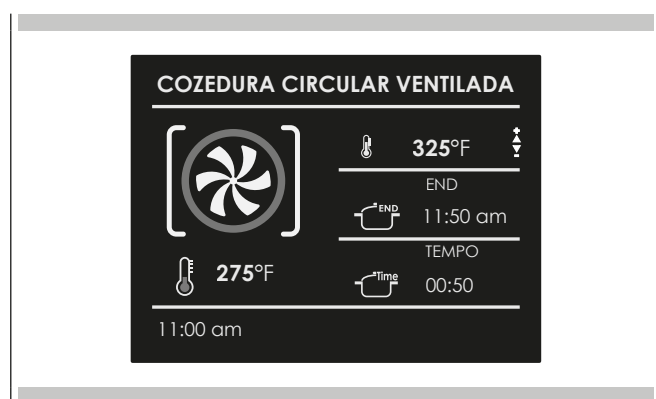 COZEDURA CIRCULAR VENTILADA
325°F
END
END
11:50 am
275°F
TEMPO
Time
00:50
11:00 am